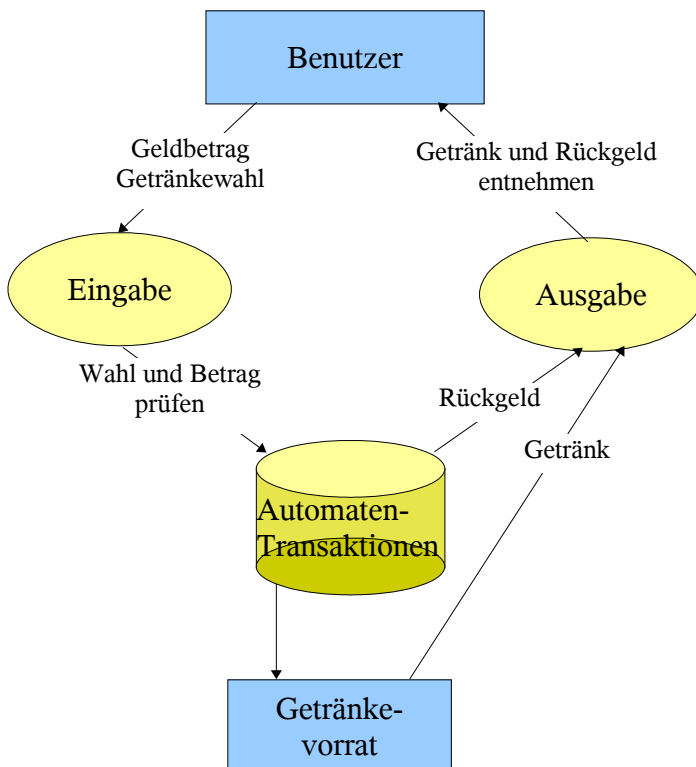 Benutzer
Geldbetrag
Getränkewahl
Getränk und Rückgeld
entnehmen
Eingabe
Ausgabe
Wahl und Betrag
prüfen
Rückgeld
Getränk
Automaten-
Transaktionen
Getränke-
vorrat